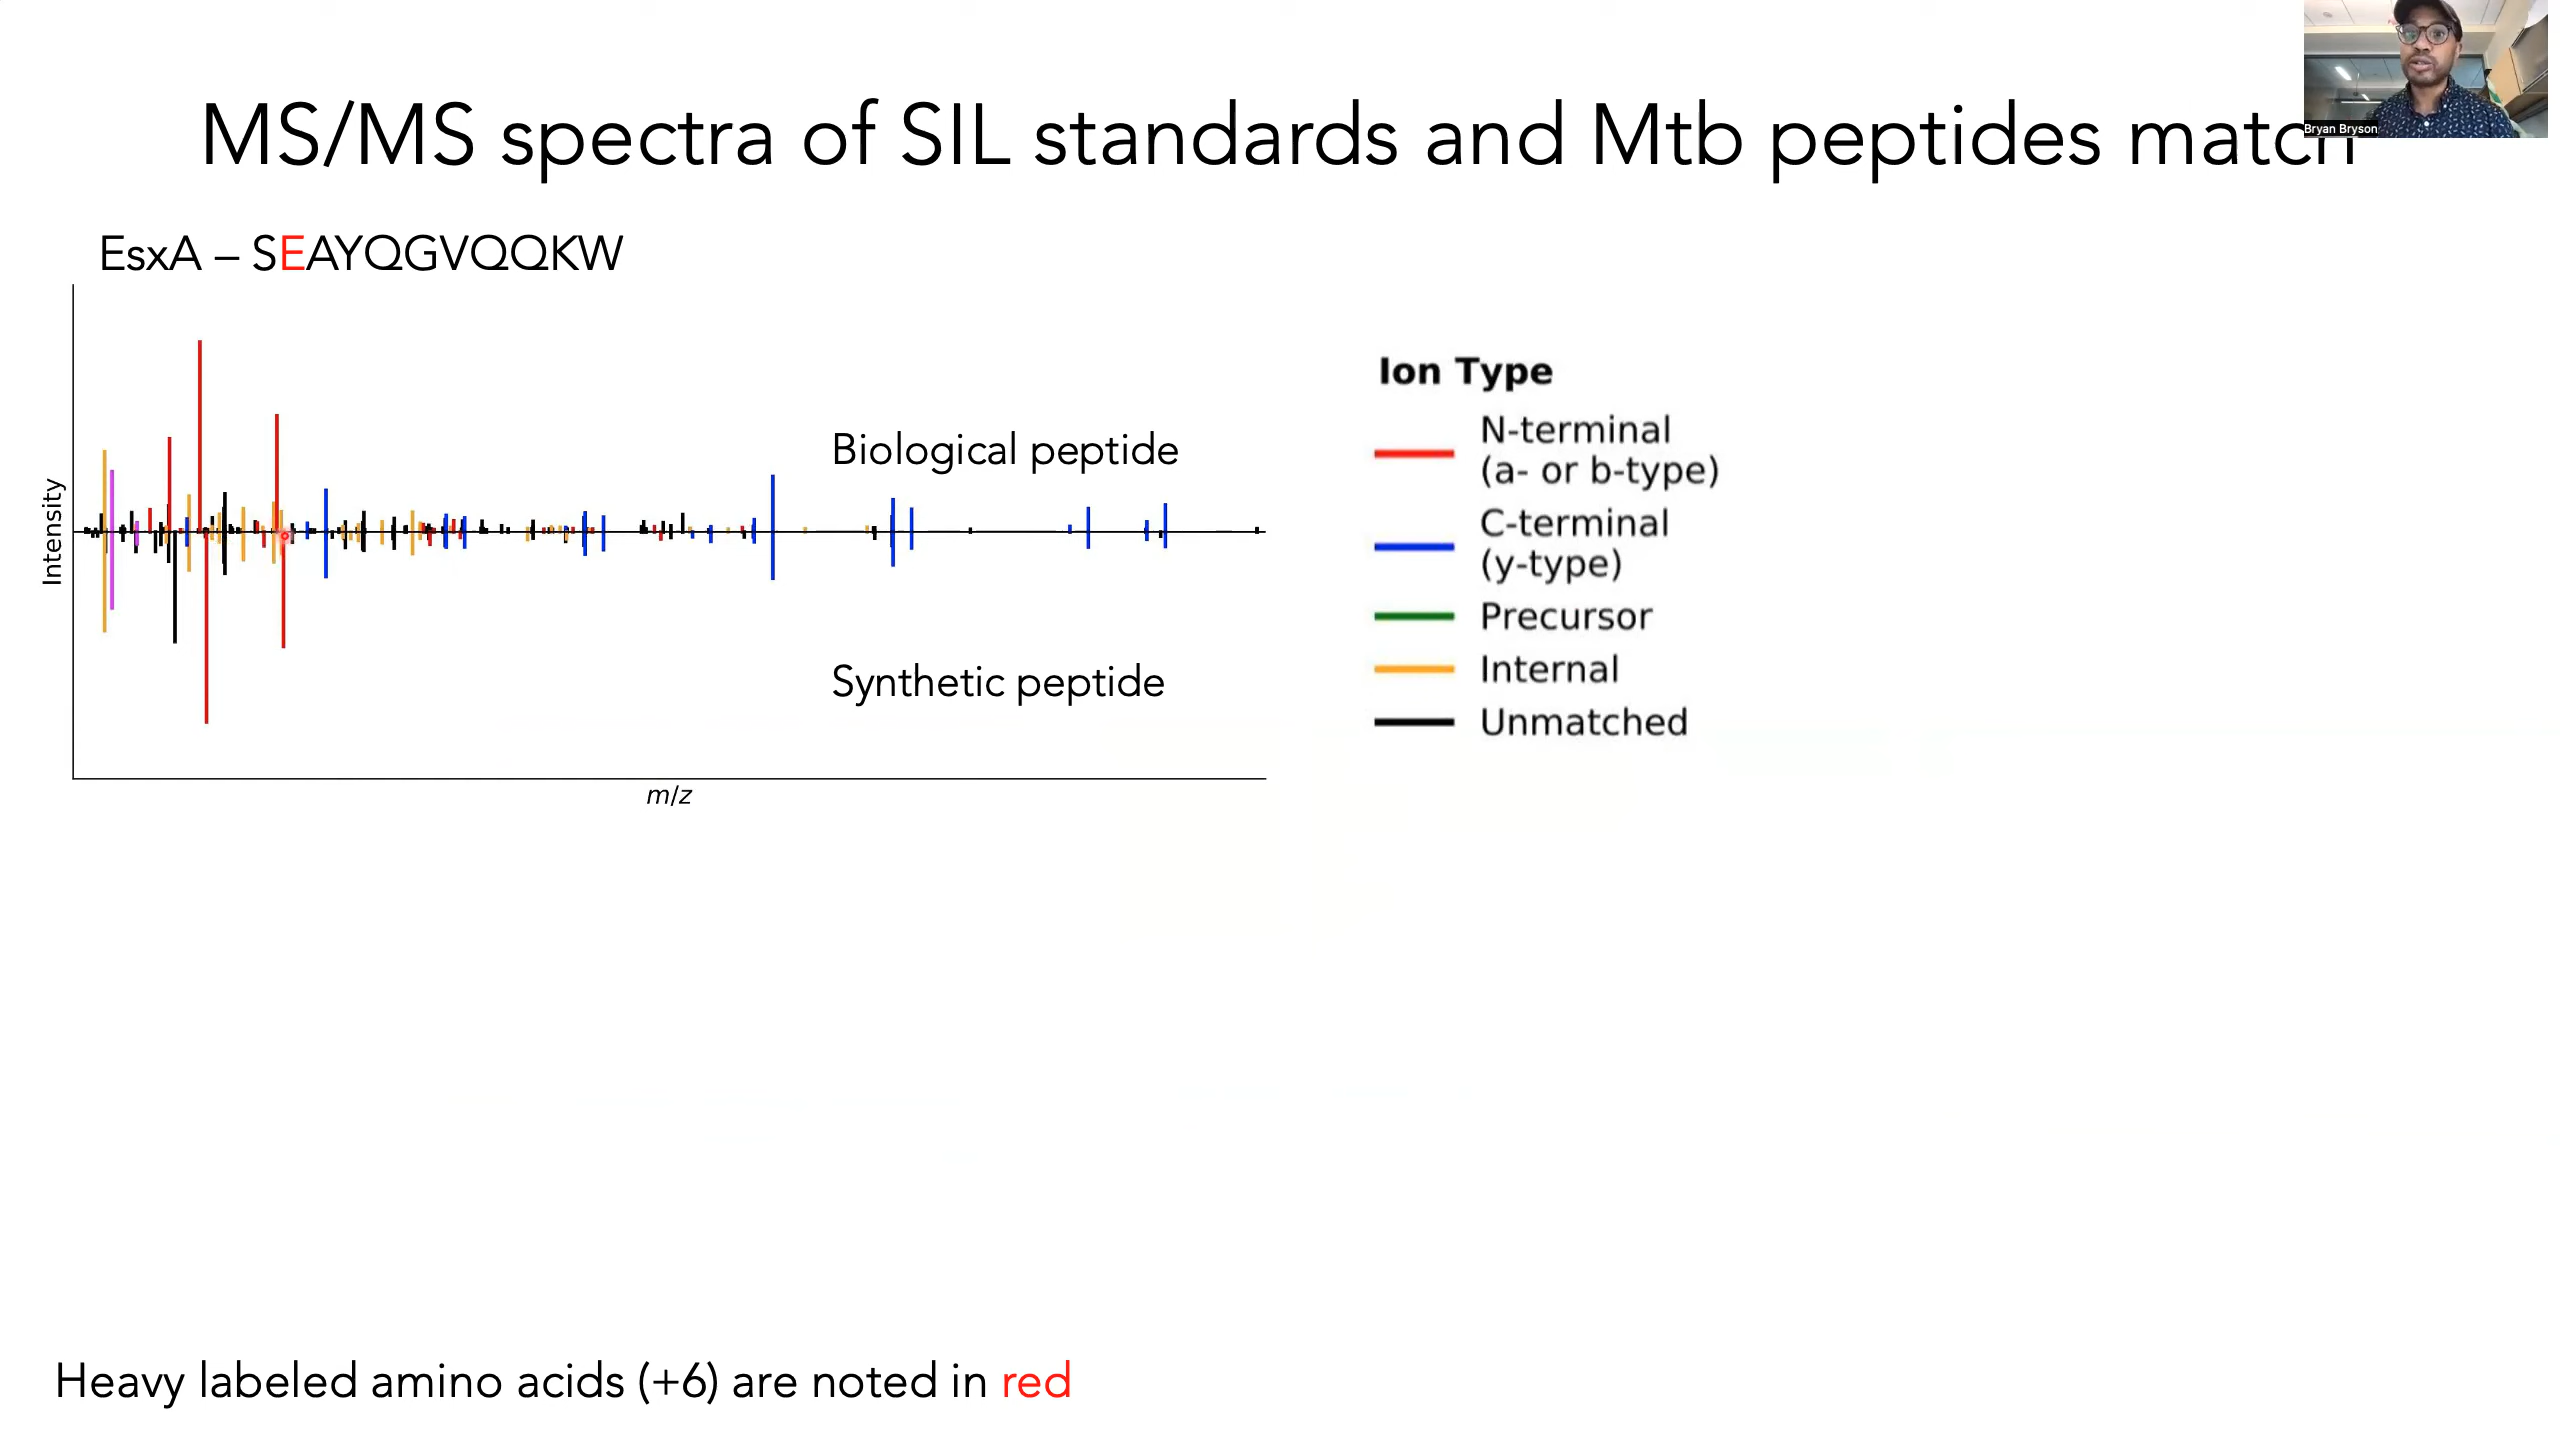 MS/MS spectra of SIL standards and Mtb peptides match
Bryan Bryson
EsxA – SEAYQGVQQKW
Intensity
Biological peptide
Synthetic peptide
m/z
Ion Type
N-terminal
(a- or b-type)
C-terminal
(y-type)
Precursor
Internal
Unmatched
Heavy labeled amino acids (+6) are noted in red